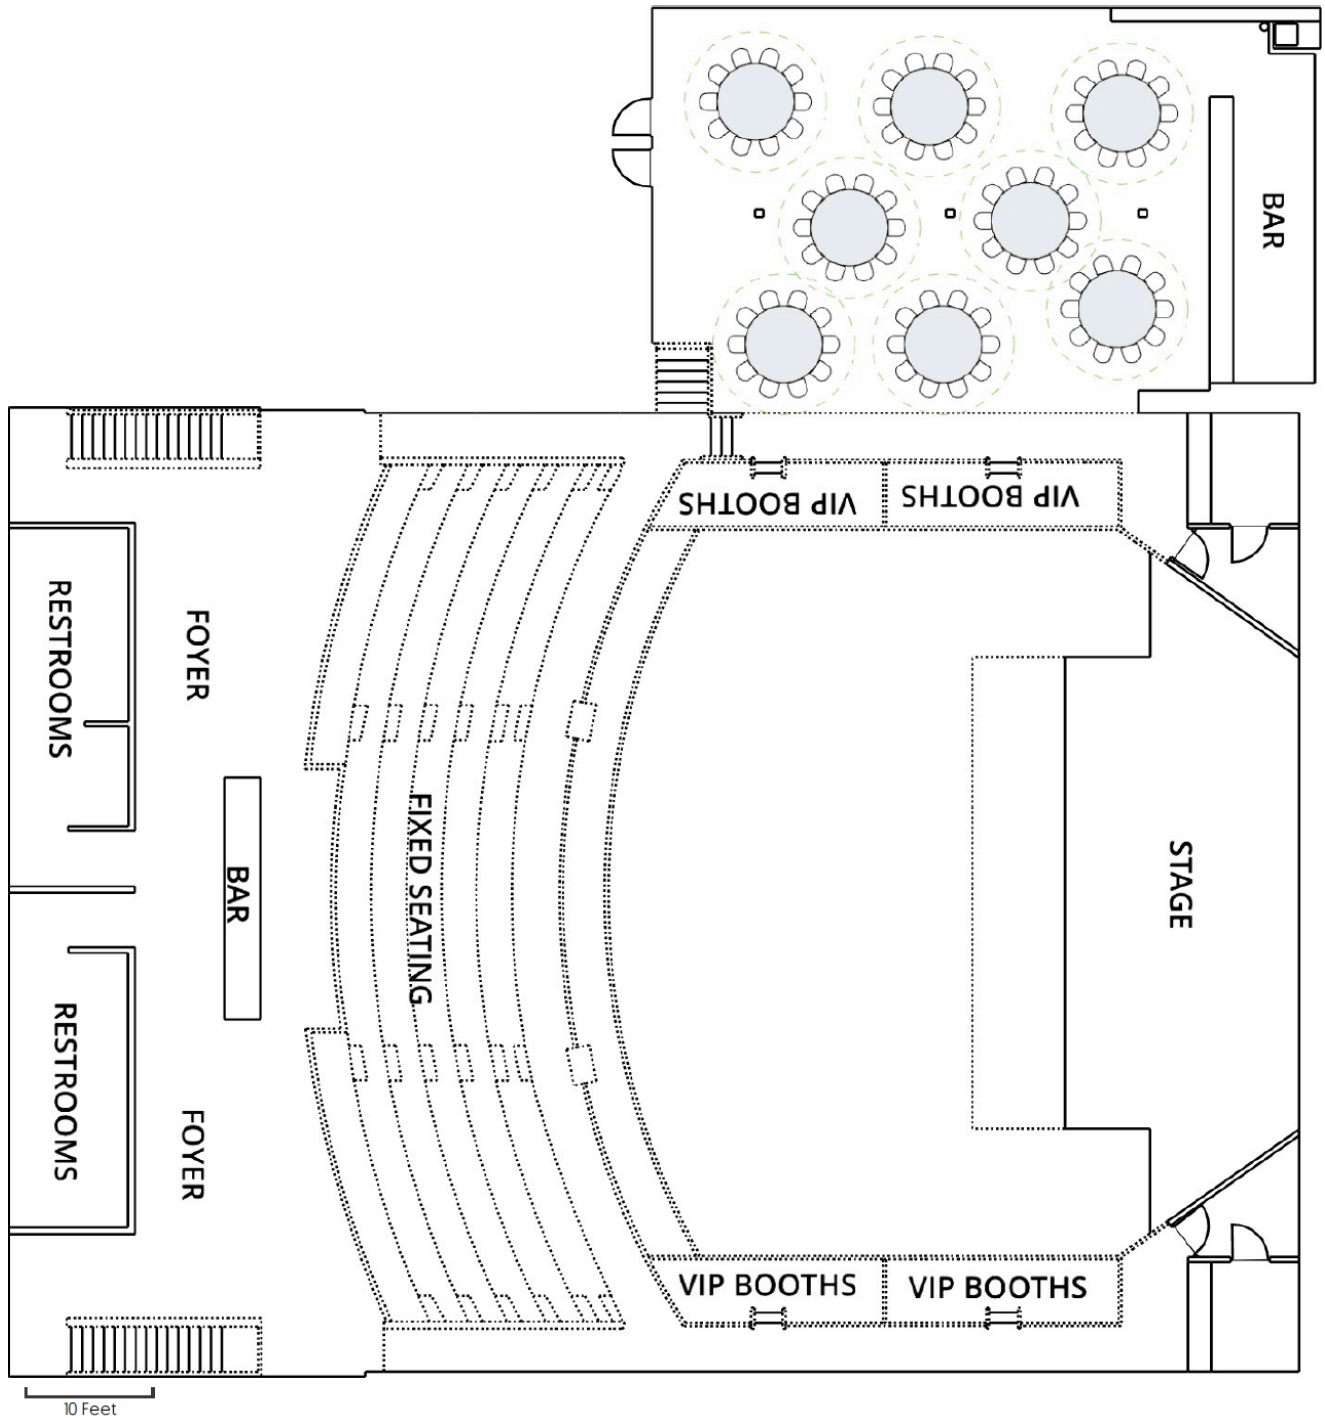 BAR
VIP BOOTHS
VIP BOOTHS
RESTROOMS
FOYER
FIXED SEATING
BAR
STAGE
RESTROOMS
FOYER
VIP BOOTHS
VIP BOOTHS
10 Feet